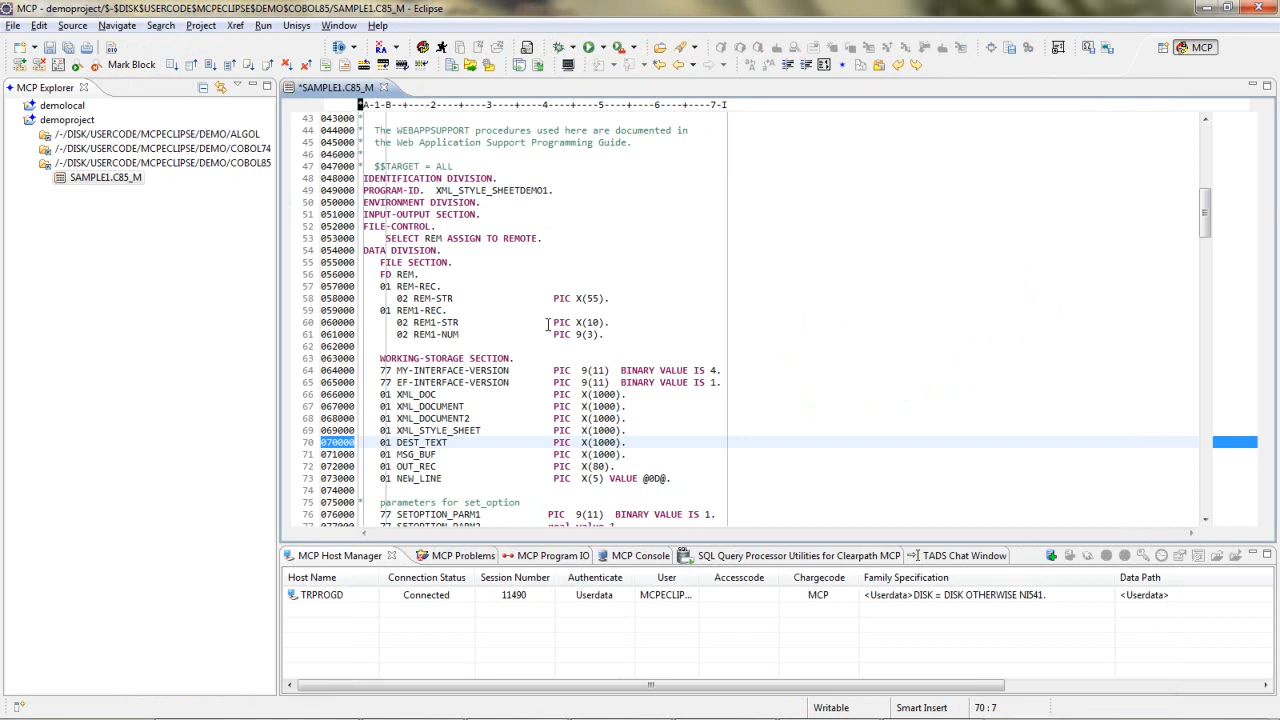 MCP - demoproject/$-$DISK$USERCODE$MCPECLIPSE$DEMO$COBOL85/SAMPLE1.C85_M - Eclipse
File Edit Source Navigate Search Project Xref Run Unisys Window Help
MCP
Mark Block
MCP Explorer
*SAMPLE1.C85_M
demolocal
demoproject
/-/DISK/USERCODE/MCPECLIPSE/DEMO/ALGOL
/-/DISK/USERCODE/MCPECLIPSE/DEMO/COBOL74
/-/DISK/USERCODE/MCPECLIPSE/DEMO/COBOL85
SAMPLE1.C85_M
*A-1-B--+----2----+----3----+----4----+----5----+----6----+----7-I
43 043000 *
44 044000 * The WEBAPPSUPPORT procedures used here are documented in
45 045000 * the Web Application Support Programming Guide.
46 046000 *
47 047000 * $$TARGET = ALL
48 048000 IDENTIFICATION DIVISION.
49 049000 PROGRAM-ID. XML_STYLE_SHEETDEMO1.
50 050000 ENVIRONMENT DIVISION.
51 051000 INPUT-OUTPUT SECTION.
52 052000 FILE-CONTROL.
53 053000 SELECT REM ASSIGN TO REMOTE.
54 054000 DATA DIVISION.
55 055000 FILE SECTION.
56 056000 FD REM.
57 057000 01 REM-REC.
58 058000 02 REM-STR PIC X(55).
59 059000 01 REM1-REC.
60 060000 02 REM1-STR PIC X(10).
61 061000 02 REM1-NUM PIC 9(3).
62 062000
63 063000 WORKING-STORAGE SECTION.
64 064000 77 MY-INTERFACE-VERSION PIC 9(11) BINARY VALUE IS 4.
65 065000 77 EF-INTERFACE-VERSION PIC 9(11) BINARY VALUE IS 1.
66 066000 01 XML_DOC PIC X(1000).
67 067000 01 XML_DOCUMENT PIC X(1000).
68 068000 01 XML_DOCUMENT2 PIC X(1000).
69 069000 01 XML_STYLE_SHEET PIC X(1000).
70 070000 01 DEST_TEXT PIC X(1000).
71 071000 01 MSG_BUF PIC X(1000).
72 072000 01 OUT_REC PIC X(80).
73 073000 01 NEW_LINE PIC X(5) VALUE @0D@.
74 074000
75 075000 * parameters for set_option
76 076000 77 SETOPTION_PARM1 PIC 9(11) BINARY VALUE IS 1.
MCP Host Manager MCP Problems MCP Program IO MCP Console SQL Query Processor Utilities for Clearpath MCP TADS Chat Window
Host Name Connection Status Session Number Authenticate User Accesscode Chargecode Family Specification Data Path
TRPROGD Connected 11490 Userdata MCPECLIP... MCP <Userdata>DISK = DISK OTHERWISE NI541. <Userdata>
Writable Smart Insert 70 : 7